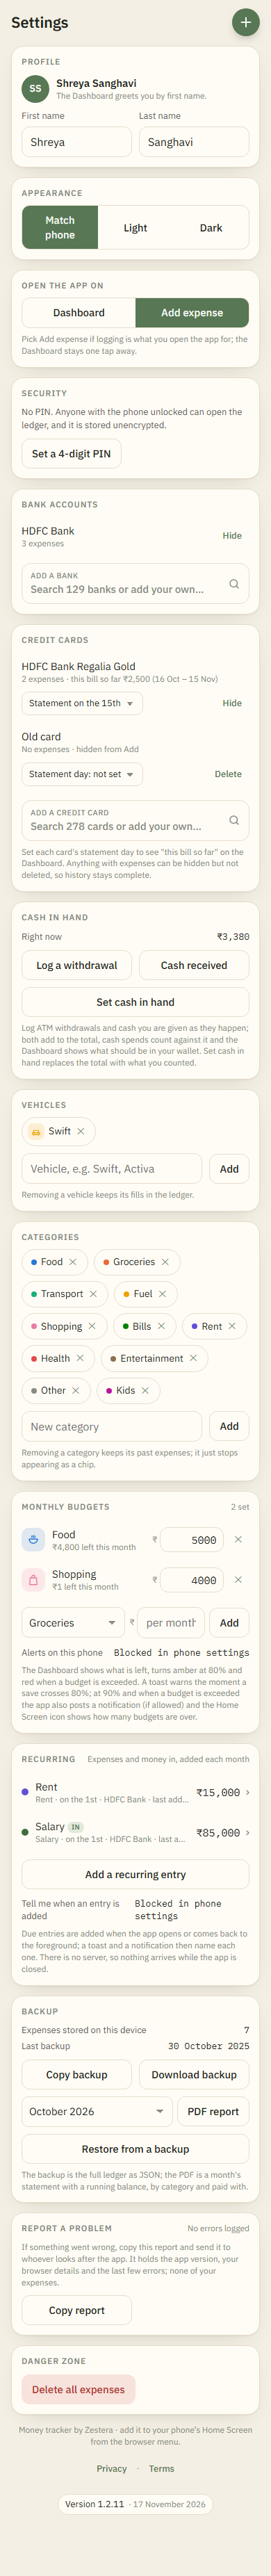 Settings
PROFILE
SS
Shreya Sanghavi
The Dashboard greets you by first name.
First name
Last name
Shreya
Sanghavi
APPEARANCE
Match
phone
Light
Dark
OPEN THE APP ON
Dashboard
Add expense
Pick Add expense if logging is what you open the app for; the
Dashboard stays one tap away.
SECURITY
No PIN. Anyone with the phone unlocked can open the
ledger, and it is stored unencrypted.
Set a 4-digit PIN
BANK ACCOUNTS
HDFC Bank
3 expenses
Hide
ADD A BANK
Search 129 banks or add your own...
CREDIT CARDS
HDFC Bank Regalia Gold
2 expenses · this bill so far ₹2,500 (16 Oct – 15 Nov)
Statement on the 15th
Hide
Old card
No expenses · hidden from Add
Statement day: not set
Delete
ADD A CREDIT CARD
Search 278 cards or add your own...
Set each card's statement day to see "this bill so far" on the
Dashboard. Anything with expenses can be hidden but not
deleted, so history stays complete.
CASH IN HAND
Right now
₹3,380
Log a withdrawal
Cash received
Set cash in hand
Log ATM withdrawals and cash you are given as they happen;
both add to the total, cash spends count against it and the
Dashboard shows what should be in your wallet. Set cash in
hand replaces the total with what you counted.
VEHICLES
Swift
Vehicle, e.g. Swift, Activa
Add
Removing a vehicle keeps its fills in the ledger.
CATEGORIES
Food
Groceries
Transport
Fuel
Shopping
Bills
Rent
Health
Entertainment
Other
Kids
New category
Add
Removing a category keeps its past expenses; it just stops
appearing as a chip.
MONTHLY BUDGETS
2 set
Food
₹4,800 left this month
₹
5000
Shopping
₹1 left this month
₹
4000
Groceries
₹
per month
Add
Alerts on this phone
Blocked in phone settings
The Dashboard shows what is left, turns amber at 80% and
red when a budget is exceeded. A toast warns the moment a
save crosses 80%; at 90% and when a budget is exceeded
the app also posts a notification (if allowed) and the Home
Screen icon shows how many budgets are over.
RECURRING
Expenses and money in, added each month
Rent
Rent · on the 1st · HDFC Bank · last add...
₹15,000
Salary IN
Salary · on the 1st · HDFC Bank · last a...
₹85,000
Add a recurring entry
Tell me when an entry is
added
Blocked in phone
settings
Due entries are added when the app opens or comes back to
the foreground; a toast and a notification then name each
one. There is no server, so nothing arrives while the app is
closed.
BACKUP
Expenses stored on this device
7
Last backup
30 October 2025
Copy backup
Download backup
October 2026
PDF report
Restore from a backup
The backup is the full ledger as JSON; the PDF is a month's
statement with a running balance, by category and paid with.
REPORT A PROBLEM
No errors logged
If something went wrong, copy this report and send it to
whoever looks after the app. It holds the app version, your
browser details and the last few errors; none of your
expenses.
Copy report
DANGER ZONE
Delete all expenses
Money tracker by Zestera · add it to your phone's Home Screen
from the browser menu.
Privacy · Terms
Version 1.2.11 · 17 November 2026